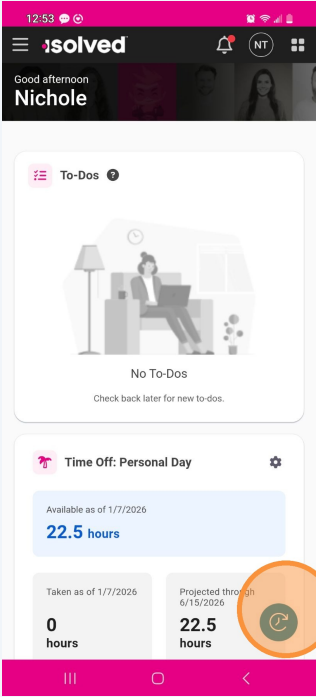 12:53
isolved
NT
Good afternoon
Nichole
To-Dos ?
No To-Dos
Check back later for new to-dos.
Time Off: Personal Day
Available as of 1/7/2026
22.5 hours
Taken as of 1/7/2026
0
hours
Projected through
6/15/2026
22.5
hours